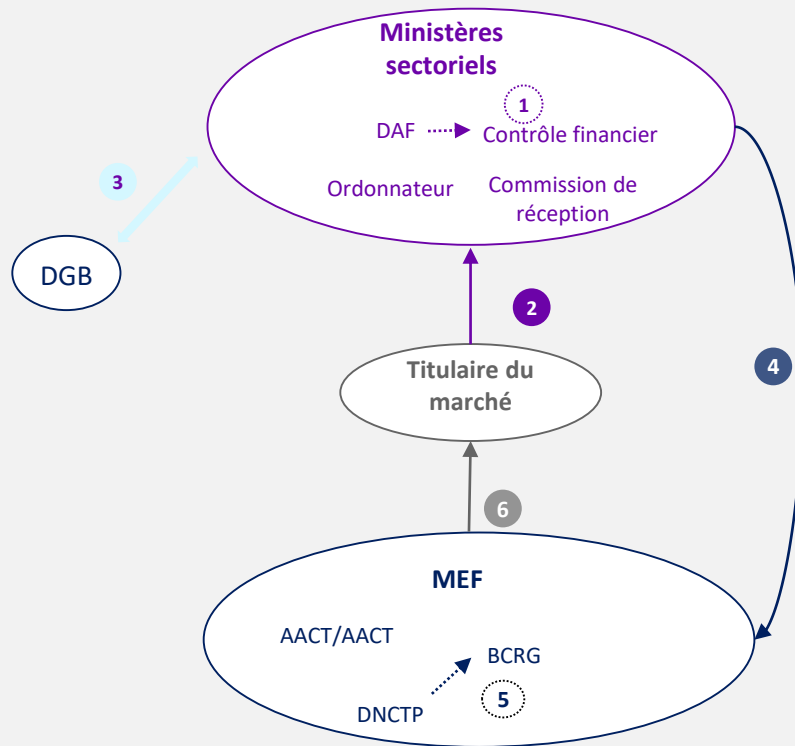 Ministères
sectoriels
1
DAF
Contrôle financier
3
Ordonnateur
Commission de
réception
DGB
2
Titulaire du
marché
4
6
MEF
AACT/AACT
BCRG
5
DNCTP